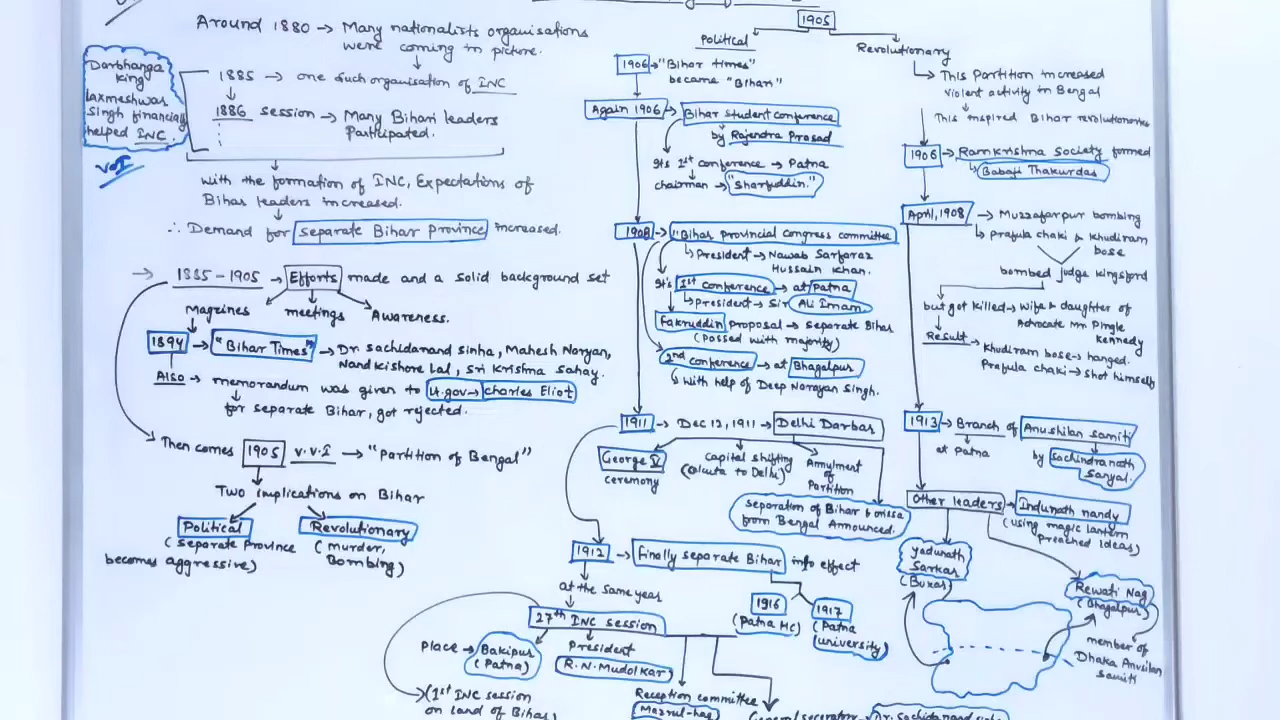 Around 1880 → Many nationalists organisations
were coming in picture.
Darbhanga
King
laxmeshwar
Singh financially
helped INC.
VoI
1885 → one such organisation of INC
1886 session → Many Bihari leaders
Participated.
with the formation of INC, Expectations of
Bihar leaders increased.
∴ Demand for separate Bihar Province increased.
→ 1885-1905 → Efforts made and a solid background set
Magzines meetings Awareness.
1894 → "Bihar Times" → Dr. Sachidanand Sinha, Mahesh Naryan,
Nandkishore Lal, Sri Krishna Sahay.
Also → memorandum was given to Lt.gov → Charles Eliot
for separate Bihar, got rejected.
Then comes 1905 V.V.I → "Partition of Bengal"
Two implications on Bihar
Political Revolutionary
(Separate Province (murder,
becomes aggressive) Bombing)
1905
Political
Revolutionary
1906 → "Bihar times"
became "Bihari"
Again 1906 → Bihar Student conference
by Rajendra Prasad
Its 1st conference → Patna
chairman → "Sharfuddin."
1908 → "Bihar provincial congress committee
President → Nawab Sarfaraz
Hussain Khan.
It's 1st conference → at Patna
President → Sir Ali Imam.
Fakruddin proposal → separate Bihar
(Passed with majority)
2nd conference → at Bhagalpur
with help of Deep Narayan Singh.
1911 → Dec 12, 1911 → Delhi Darbar
George V
ceremony
Capital shifting
(Calcuta to Delhi)
Annulment
of
Partition
Separation of Bihar & orissa
from Bengal Announced.
1912 → finally separate Bihar into effect
at the same year
1916
(Patna HC)
1917
(Patna
university)
27th INC session
Place → Bakipur
(Patna)
President
R.N. Mudolkar
(1st INC session
on land of Bihar)
Reception committee
Mazrul-haq
General secretary → Dr. Sachidanand Sinha
This Partition increased
violent activity in Bengal
This inspired Bihar revolutionaries
1906 → Ramkrishna Society formed
Babaji Thakurdas
April, 1908 → Muzzafarpur bombing
Prafula chaki & Khudiram
bose
bombed judge kingsford
but got killed → wife & daughter of
Advocate Mr. Pingle
Kennedy
Result → Khudiram bose → hanged.
Prafula chaki → Shot himself
1913 → Branch of Anushilan samiti
at Patna by Sachindranath
Sanyal.
Other leaders → Indunath nandy
(using magic lantern
preached ideas)
yadunath
Sarkar
(Buxar)
Rewati Nag
(Bhagalpur)
member of
Dhaka Anusilan
samiti